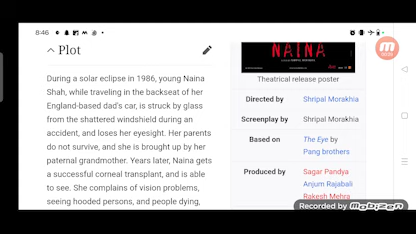 8:46
Plot
During a solar eclipse in 1986, young Naina
Shah, while traveling in the backseat of her
England-based dad's car, is struck by glass
from the shattered windshield during an
accident, and loses her eyesight. Her parents
do not survive, and she is brought up by her
paternal grandmother. Years later, Naina gets
a successful corneal transplant, and is able
to see. She complains of vision problems,
seeing hooded persons, and people dying,
NAINA
Theatrical release poster
Directed by Shripal Morakhia
Screenplay by Shripal Morakhia
Based on The Eye by
Pang brothers
Produced by Sagar Pandya
Anjum Rajabali
Rakesh Mehra
Recorded by Mobizen